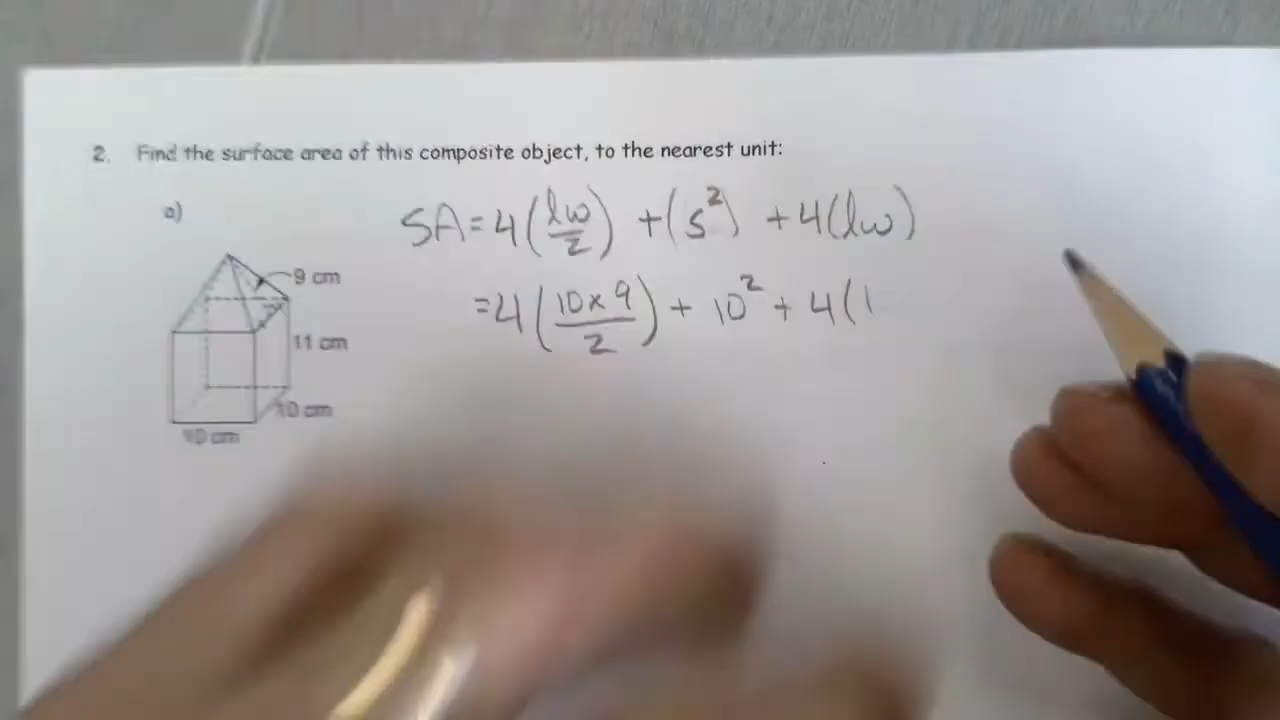 2. Find the surface area of this composite object, to the nearest unit:
a)
SA = 4(lw/2) + (s²) + 4(lw)
= 4(10 x 9/2) + 10² + 4(1
9 cm
11 cm
10 cm
10 cm